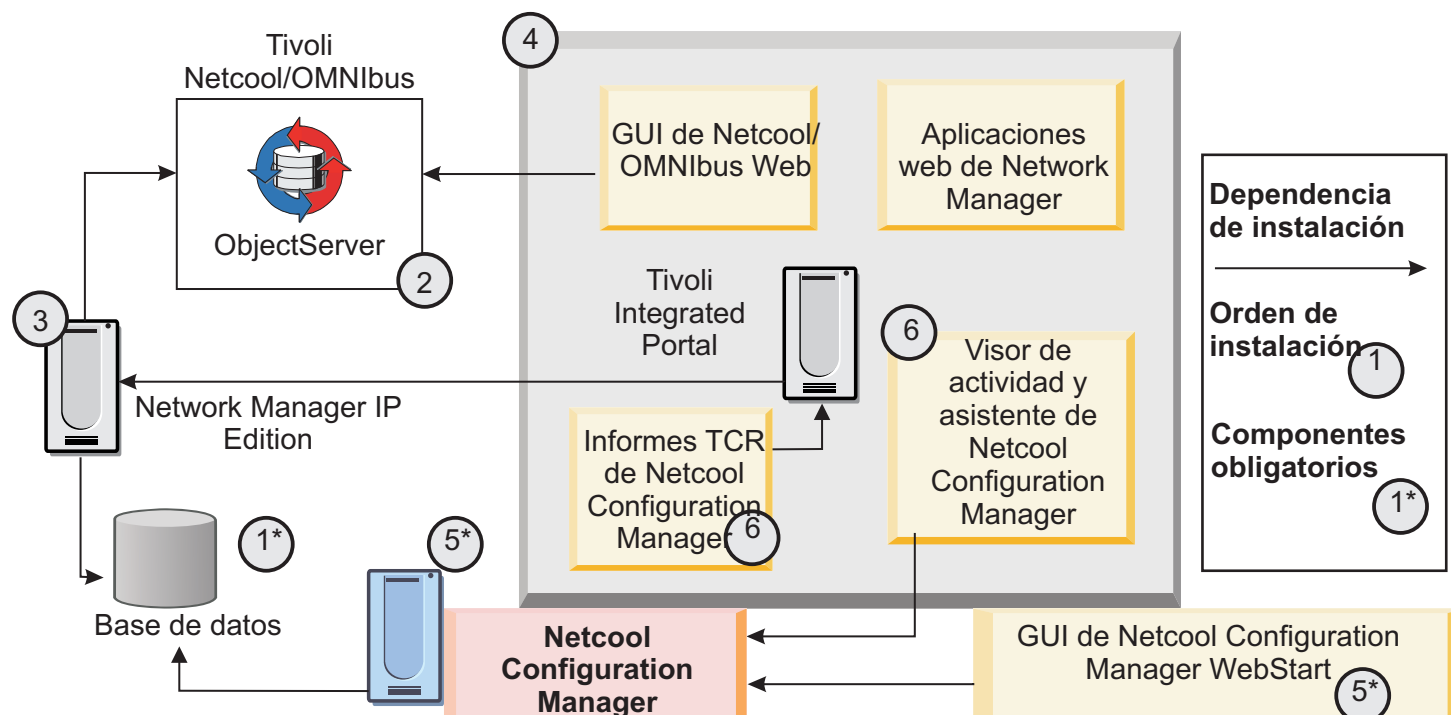 Tivoli
Netcool/OMNIbus
ObjectServer
2
3
Network Manager IP
Edition
1*
Base de datos
5*
4
GUI de Netcool/
OMNIbus Web
Aplicaciones
web de Network
Manager
Tivoli
Integrated
Portal
6
Visor de
actividad y
asistente de
Netcool
Configuration
Manager
Informes TCR
de Netcool
Configuration
Manager
6
Netcool
Configuration
Manager
GUI de Netcool Configuration
Manager WebStart
5*
Dependencia
de instalación
Orden de
instalación
1
Componentes
obligatorios
1*